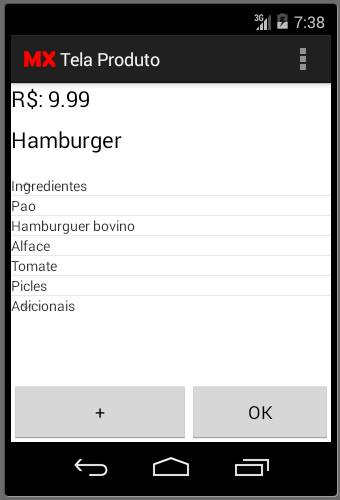 3G 7:38
MX Tela Produto
R$: 9.99
Hamburger
Ingredientes
Pao
Hamburguer bovino
Alface
Tomate
Picles
Adicionais
+ OK